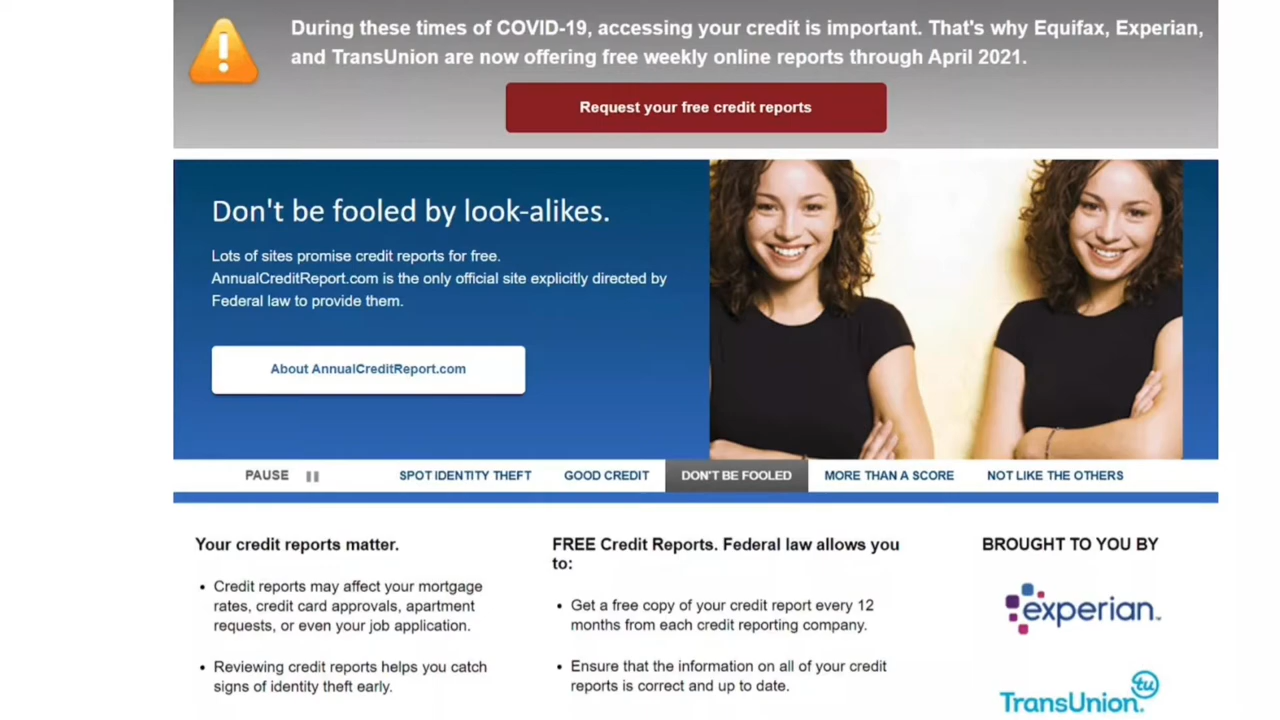 During these times of COVID-19, accessing your credit is important. That's why Equifax, Experian,
and TransUnion are now offering free weekly online reports through April 2021.
Request your free credit reports
Don't be fooled by look-alikes.
Lots of sites promise credit reports for free.
AnnualCreditReport.com is the only official site explicitly directed by
Federal law to provide them.
About AnnualCreditReport.com
PAUSE
SPOT IDENTITY THEFT
GOOD CREDIT
DON'T BE FOOLED
MORE THAN A SCORE
NOT LIKE THE OTHERS
Your credit reports matter.
• Credit reports may affect your mortgage
rates, credit card approvals, apartment
requests, or even your job application.
• Reviewing credit reports helps you catch
signs of identity theft early.
FREE Credit Reports. Federal law allows you
to:
• Get a free copy of your credit report every 12
months from each credit reporting company.
• Ensure that the information on all of your credit
reports is correct and up to date.
BROUGHT TO YOU BY
experian.
TransUnion.
tu